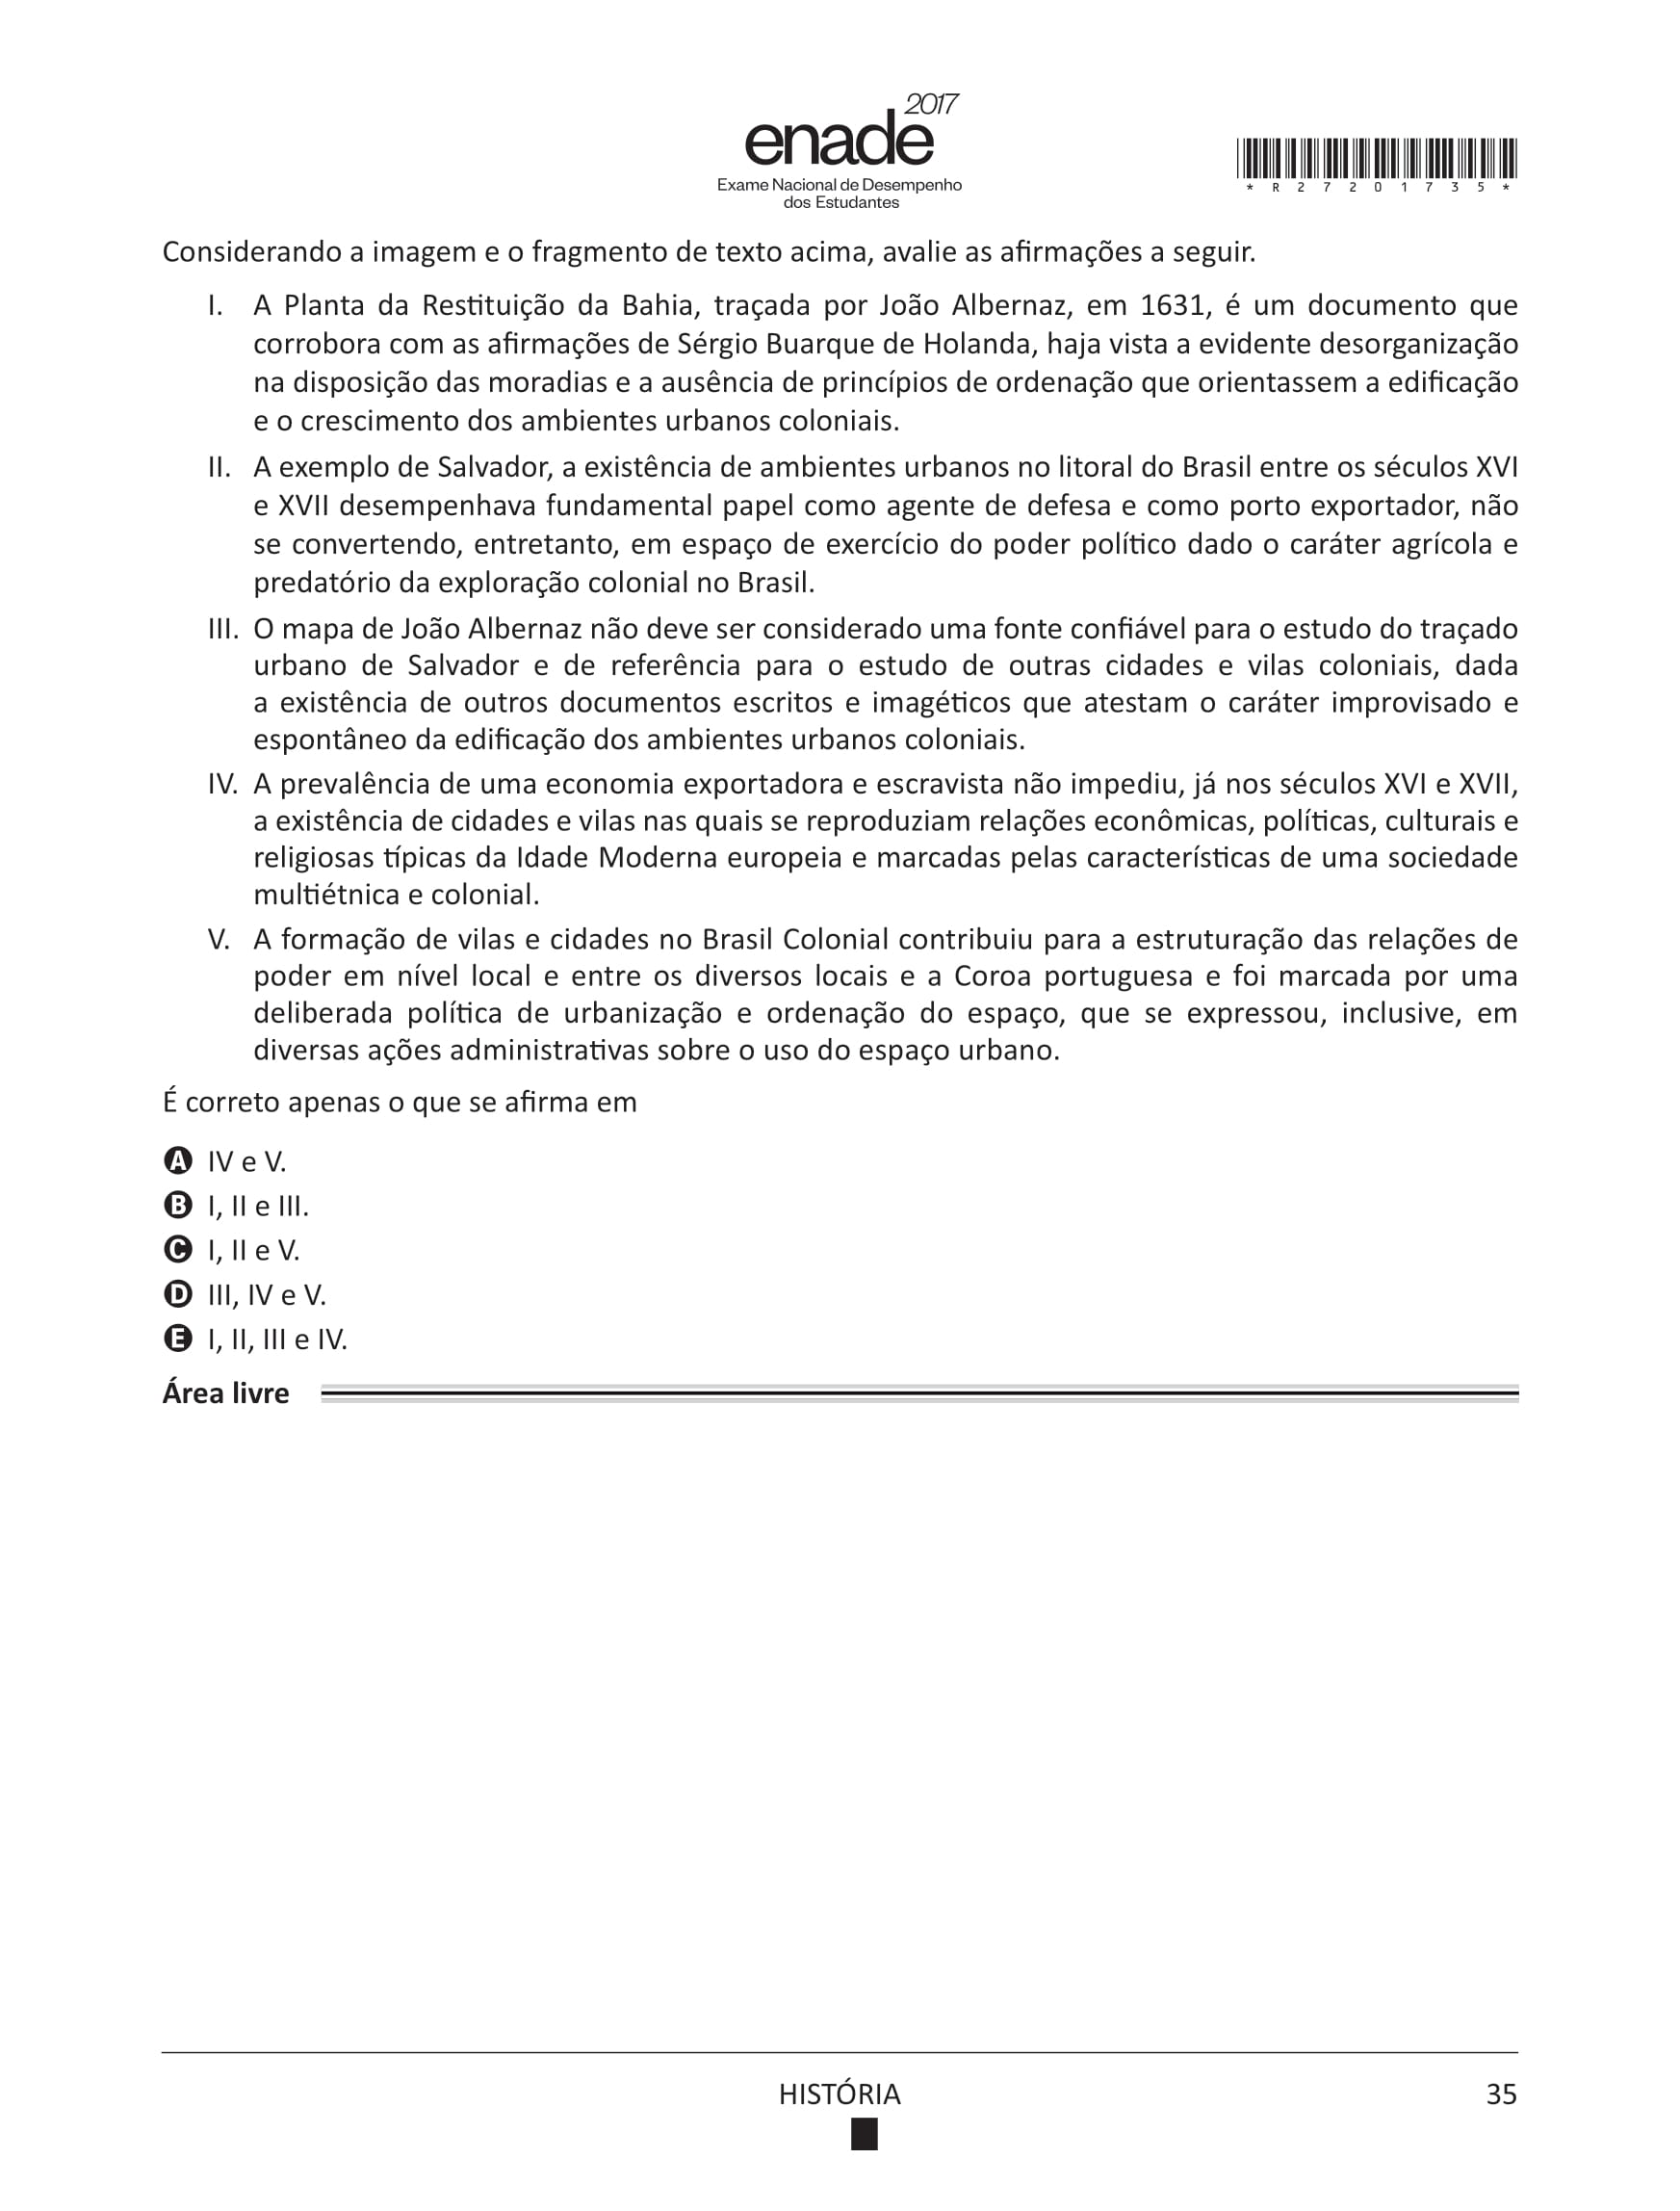 2017
enade
Exame Nacional de Desempenho
dos Estudantes
*R27201735*
Considerando a imagem e o fragmento de texto acima, avalie as afirmações a seguir.
I. A Planta da Restituição da Bahia, traçada por João Albernaz, em 1631, é um documento que
corrobora com as afirmações de Sérgio Buarque de Holanda, haja vista a evidente desorganização
na disposição das moradias e a ausência de princípios de ordenação que orientassem a edificação
e o crescimento dos ambientes urbanos coloniais.
II. A exemplo de Salvador, a existência de ambientes urbanos no litoral do Brasil entre os séculos XVI
e XVII desempenhava fundamental papel como agente de defesa e como porto exportador, não
se convertendo, entretanto, em espaço de exercício do poder político dado o caráter agrícola e
predatório da exploração colonial no Brasil.
III. O mapa de João Albernaz não deve ser considerado uma fonte confiável para o estudo do traçado
urbano de Salvador e de referência para o estudo de outras cidades e vilas coloniais, dada
a existência de outros documentos escritos e imagéticos que atestam o caráter improvisado e
espontâneo da edificação dos ambientes urbanos coloniais.
IV. A prevalência de uma economia exportadora e escravista não impediu, já nos séculos XVI e XVII,
a existência de cidades e vilas nas quais se reproduziam relações econômicas, políticas, culturais e
religiosas típicas da Idade Moderna europeia e marcadas pelas características de uma sociedade
multiétnica e colonial.
V. A formação de vilas e cidades no Brasil Colonial contribuiu para a estruturação das relações de
poder em nível local e entre os diversos locais e a Coroa portuguesa e foi marcada por uma
deliberada política de urbanização e ordenação do espaço, que se expressou, inclusive, em
diversas ações administrativas sobre o uso do espaço urbano.
É correto apenas o que se afirma em
A IV e V.
B I, II e III.
C I, II e V.
D III, IV e V.
E I, II, III e IV.
Área livre
HISTÓRIA
35